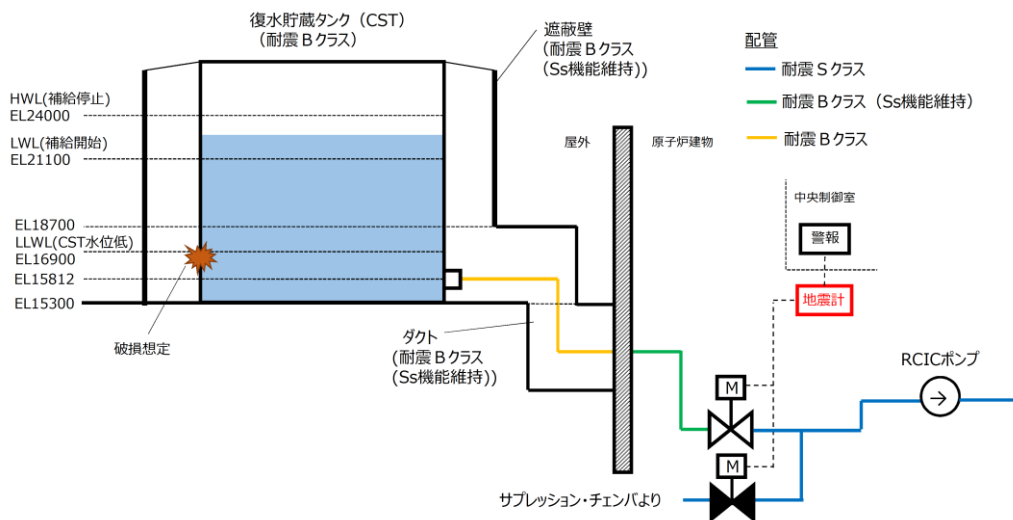 復水貯蔵タンク（CST）
（耐震Ｂクラス）
遮蔽壁
（耐震Ｂクラス
（Ss機能維持））
配管
耐震Ｓクラス
耐震Ｂクラス（Ss機能維持）
耐震Ｂクラス
HWL(補給停止)
EL24000
LWL(補給開始)
EL21100
屋外
原子炉建物
中央制御室
警報
地震計
EL18700
LLWL(CST水位低)
EL16900
EL15812
EL15300
破損想定
ダクト
(耐震Ｂクラス
(Ss機能維持))
RCICポンプ
M
M
サプレッション・チェンバより